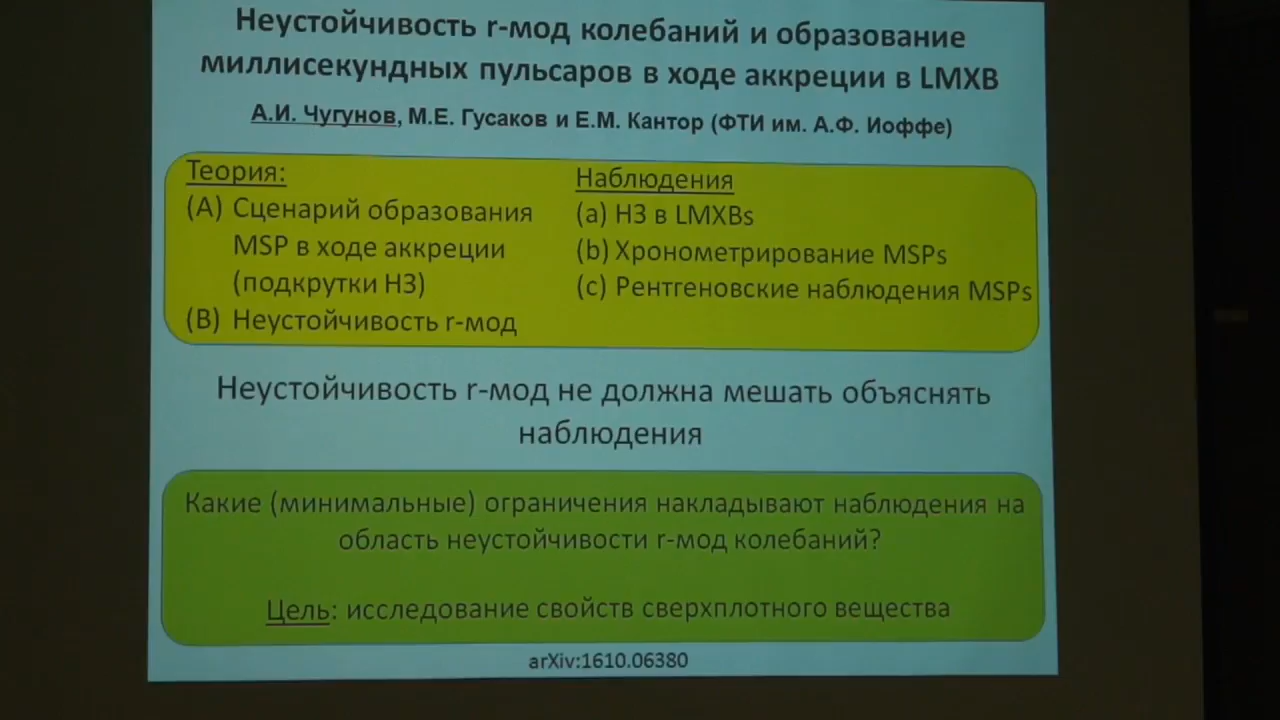 Неустойчивость r-мод колебаний и образование
миллисекундных пульсаров в ходе аккреции в LMXB
А.И. Чугунов, М.Е. Гусаков и Е.М. Кантор (ФТИ им. А.Ф. Иоффе)
Теория:
(A) Сценарий образования
MSP в ходе аккреции
(подкрутки НЗ)
(B) Неустойчивость r-мод
Наблюдения
(a) НЗ в LMXBs
(b) Хронометрирование MSPs
(c) Рентгеновские наблюдения MSPs
Неустойчивость r-мод не должна мешать объяснять
наблюдения
Какие (минимальные) ограничения накладывают наблюдения на
область неустойчивости r-мод колебаний?
Цель: исследование свойств сверхплотного вещества
arXiv:1610.06380